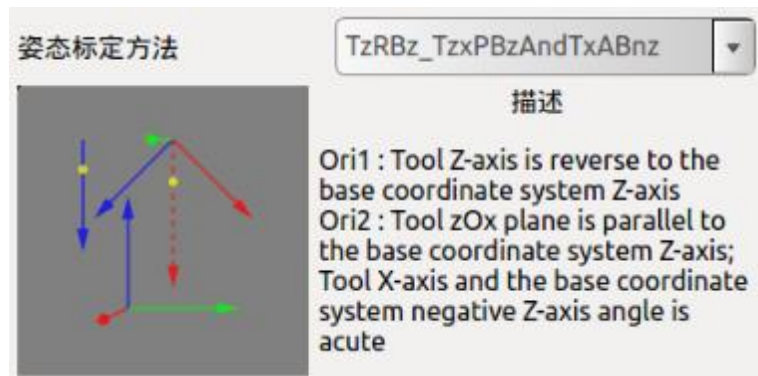 姿态标定方法
TzRBz_TzxPBzAndTxABnz
描述
Ori1 : Tool Z-axis is reverse to the
base coordinate system Z-axis
Ori2 : Tool zOx plane is parallel to
the base coordinate system Z-axis;
Tool X-axis and the base coordinate
system negative Z-axis angle is
acute